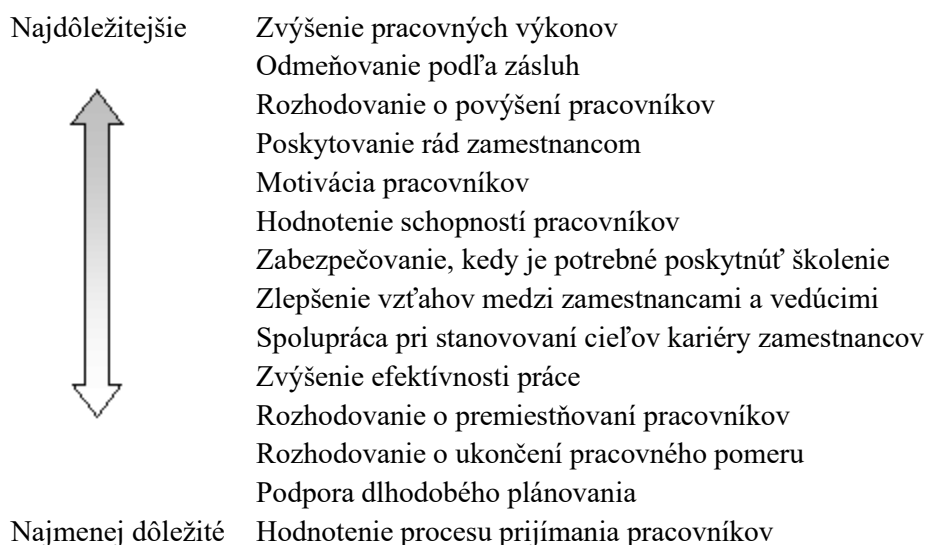 Najdôležitejšie Zvýšenie pracovných výkonov
Odmeňovanie podľa zásluh
Rozhodovanie o povýšení pracovníkov
Poskytovanie rád zamestnancom
Motivácia pracovníkov
Hodnotenie schopností pracovníkov
Zabezpečovanie, kedy je potrebné poskytnúť školenie
Zlepšenie vzťahov medzi zamestnancami a vedúcimi
Spolupráca pri stanovovaní cieľov kariéry zamestnancov
Zvýšenie efektívnosti práce
Rozhodovanie o premiestňovaní pracovníkov
Rozhodovanie o ukončení pracovného pomeru
Podpora dlhodobého plánovania
Najmenej dôležité Hodnotenie procesu prijímania pracovníkov